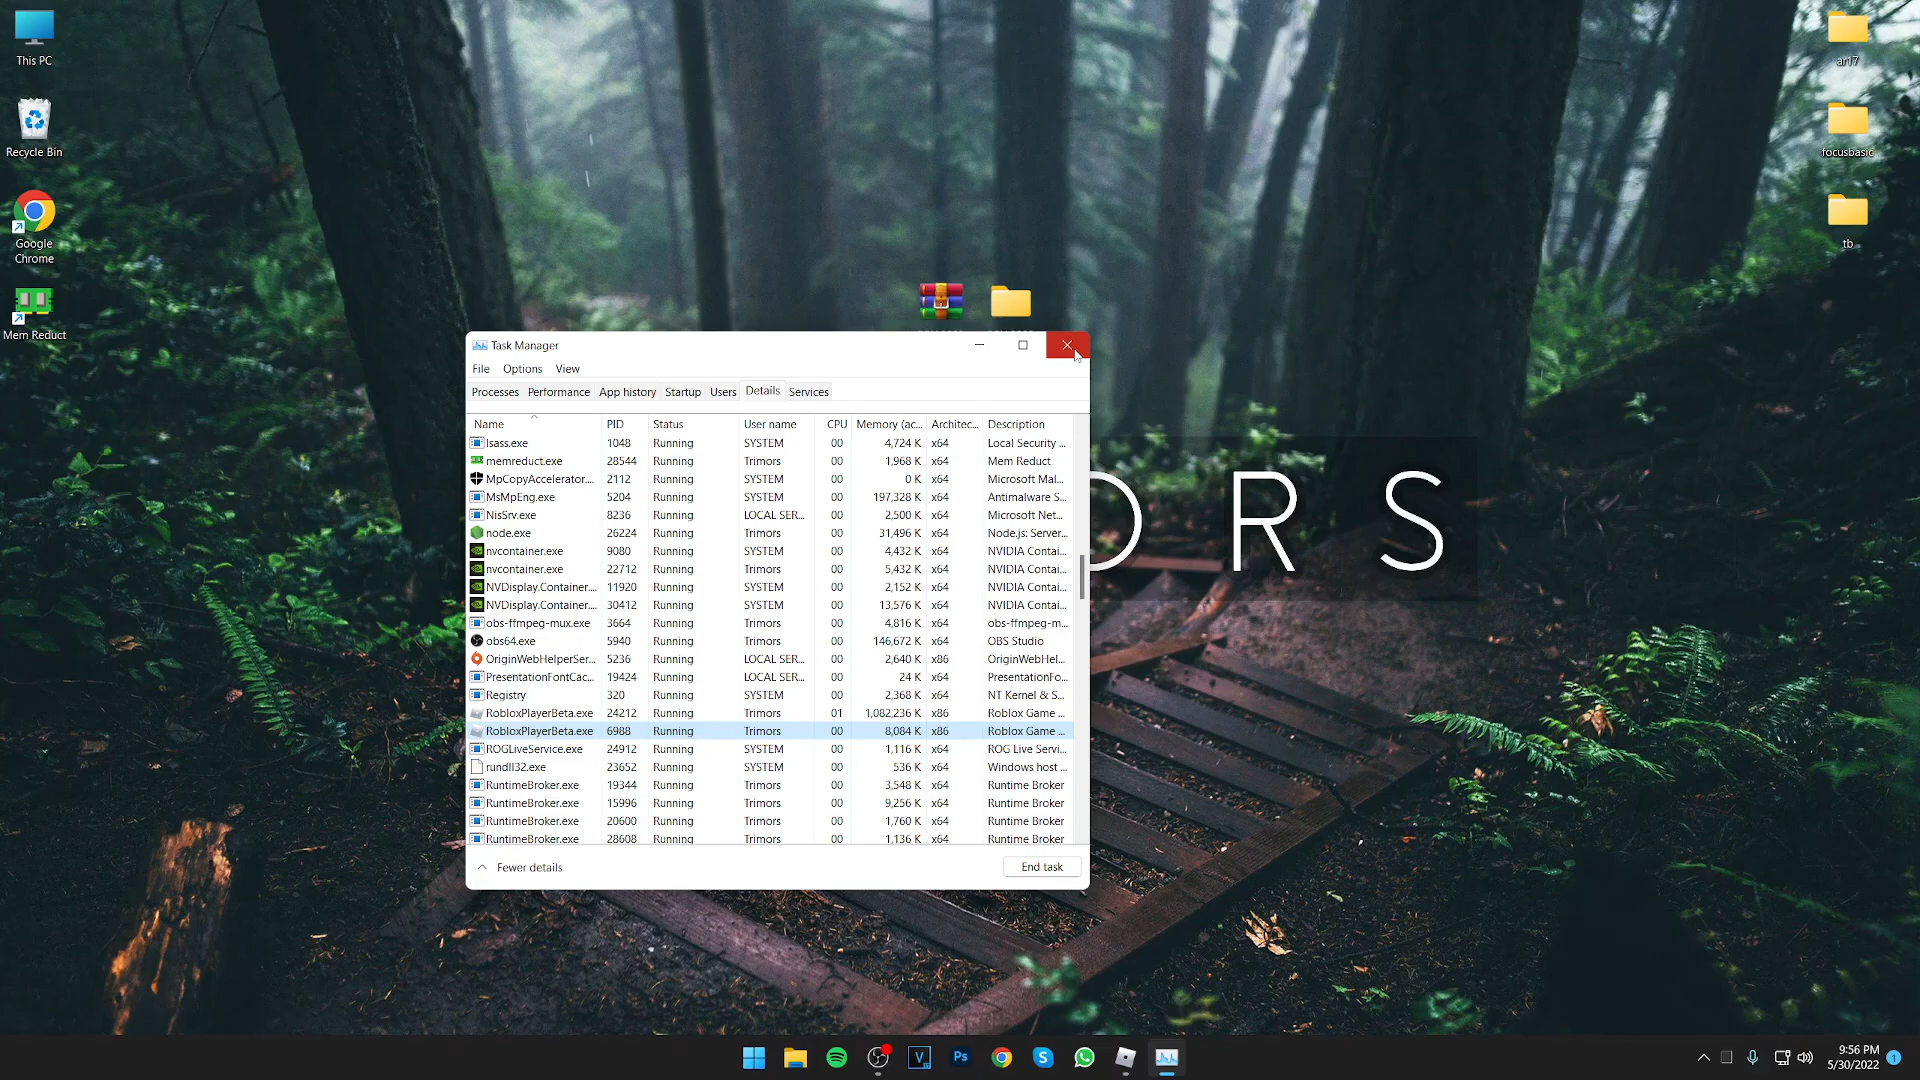 This PC
Recycle Bin
Google
Chrome
Mem Reduct
ar17
focusbasic
tb
O R S
Task Manager
File Options View
Processes Performance App history Startup Users Details Services
Name PID Status User name CPU Memory (ac... Architec... Description
lsass.exe 1048 Running SYSTEM 00 4,724 K x64 Local Security ...
memreduct.exe 28544 Running Trimors 00 1,968 K x64 Mem Reduct
MpCopyAccelerator.... 2112 Running SYSTEM 00 0 K x64 Microsoft Mal...
MsMpEng.exe 5204 Running SYSTEM 00 197,328 K x64 Antimalware S...
NisSrv.exe 8236 Running LOCAL SER... 00 2,500 K x64 Microsoft Net...
node.exe 26224 Running Trimors 00 31,496 K x64 Node.js: Server...
nvcontainer.exe 9080 Running SYSTEM 00 4,432 K x64 NVIDIA Contai...
nvcontainer.exe 22712 Running Trimors 00 5,432 K x64 NVIDIA Contai...
NVDisplay.Container.... 11920 Running SYSTEM 00 2,152 K x64 NVIDIA Contai...
NVDisplay.Container.... 30412 Running SYSTEM 00 13,576 K x64 NVIDIA Contai...
obs-ffmpeg-mux.exe 3664 Running Trimors 00 4,816 K x64 obs-ffmpeg-m...
obs64.exe 5940 Running Trimors 00 146,672 K x64 OBS Studio
OriginWebHelperSer... 5236 Running LOCAL SER... 00 2,640 K x86 OriginWebHel...
PresentationFontCac... 19424 Running LOCAL SER... 00 24 K x64 PresentationFo...
Registry 320 Running SYSTEM 00 2,368 K x64 NT Kernel & S...
RobloxPlayerBeta.exe 24212 Running Trimors 01 1,082,236 K x86 Roblox Game ...
RobloxPlayerBeta.exe 6988 Running Trimors 00 8,084 K x86 Roblox Game ...
ROGLiveService.exe 24912 Running SYSTEM 00 1,116 K x64 ROG Live Servi...
rundll32.exe 23652 Running SYSTEM 00 536 K x64 Windows host ...
RuntimeBroker.exe 19344 Running Trimors 00 3,548 K x64 Runtime Broker
RuntimeBroker.exe 15996 Running Trimors 00 9,256 K x64 Runtime Broker
RuntimeBroker.exe 20600 Running Trimors 00 1,760 K x64 Runtime Broker
RuntimeBroker.exe 28608 Running Trimors 00 1,136 K x64 Runtime Broker
Fewer details End task
9:56 PM
5/30/2022
1